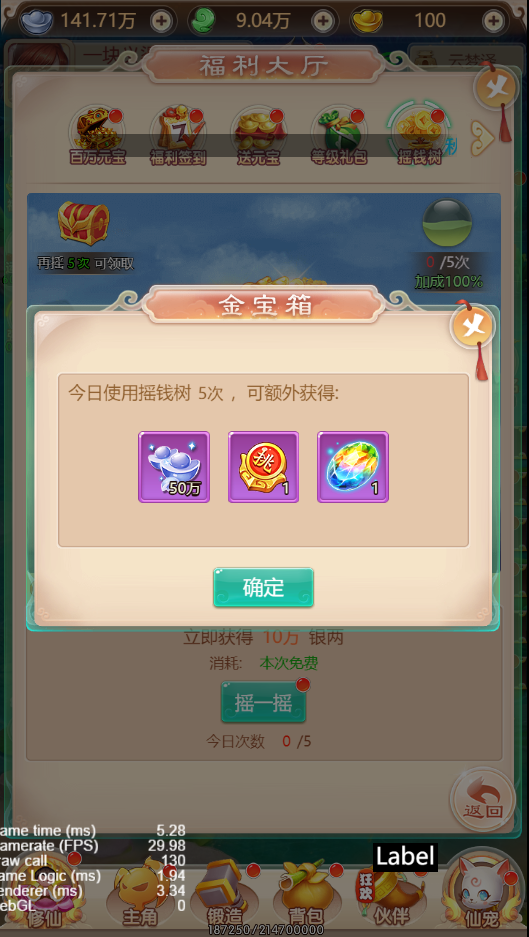 141.71万
9.04万
100
福利大厅
百万元宝
福利签到
送元宝
等级礼包
摇钱树
再摇 5次 可领取
0 /5次
加成100%
金宝箱
今日使用摇钱树 5次 ，可额外获得:
50万
桃
1
1
确定
立即获得 10万 银两
消耗: 本次免费
摇一摇
今日次数 0 /5
返回
ame time (ms) 5.28
amerate (FPS) 29.98
raw call 130
ame Logic (ms) 1.94
enderer (ms) 3.34
ebGL 0
Label
狂欢
修仙
主角
锻造
背包
伙伴
仙宠
187250/214700000